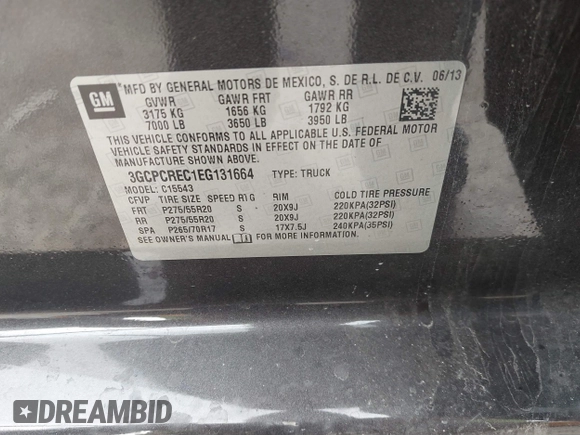 GM
MFD BY GENERAL MOTORS DE MEXICO, S. DE R.L. DE C.V. 06/13
GVWR GAWR FRT GAWR RR
3175 KG 1656 KG 1792 KG
7000 LB 3650 LB 3950 LB
THIS VEHICLE CONFORMS TO ALL APPLICABLE U.S. FEDERAL MOTOR
VEHICLE SAFETY STANDARDS IN EFFECT ON THE DATE OF
MANUFACTURE SHOWN ABOVE.
3GCPCREC1EG131664 TYPE: TRUCK
MODEL: C15543
CFVP TIRE SIZE SPEED RTG RIM COLD TIRE PRESSURE
FRT P275/55R20 S 20X9J 220KPA(32PSI)
RR P275/55R20 S 20X9J 220KPA(32PSI)
SPA P265/70R17 S 17X7.5J 240KPA(35PSI)
SEE OWNER'S MANUAL FOR MORE INFORMATION.
DREAMBID